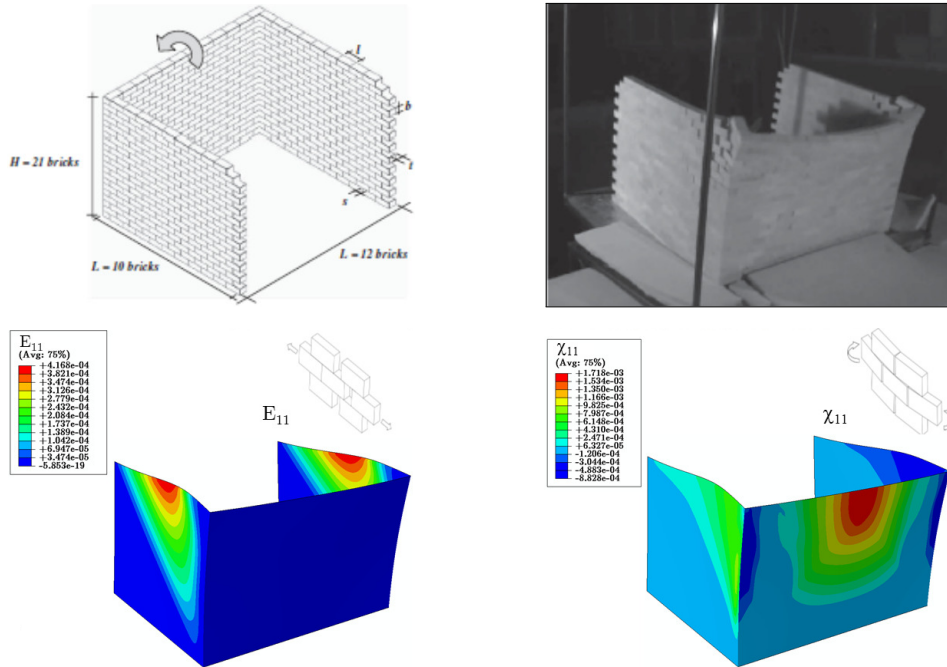 l
b
H = 21 bricks
t
s
L = 10 bricks
L = 12 bricks
E11
(Avg: 75%)
+4.168e-04
+3.821e-04
+3.474e-04
+3.126e-04
+2.779e-04
+2.432e-04
+2.084e-04
+1.737e-04
+1.389e-04
+1.042e-04
+6.947e-05
+3.474e-05
-5.853e-19
E11
χ11
(Avg: 75%)
+1.718e-03
+1.534e-03
+1.350e-03
+1.166e-03
+9.825e-04
+7.987e-04
+6.148e-04
+4.310e-04
+2.471e-04
+6.327e-05
-1.206e-04
-3.044e-04
-4.883e-04
-8.828e-04
χ11